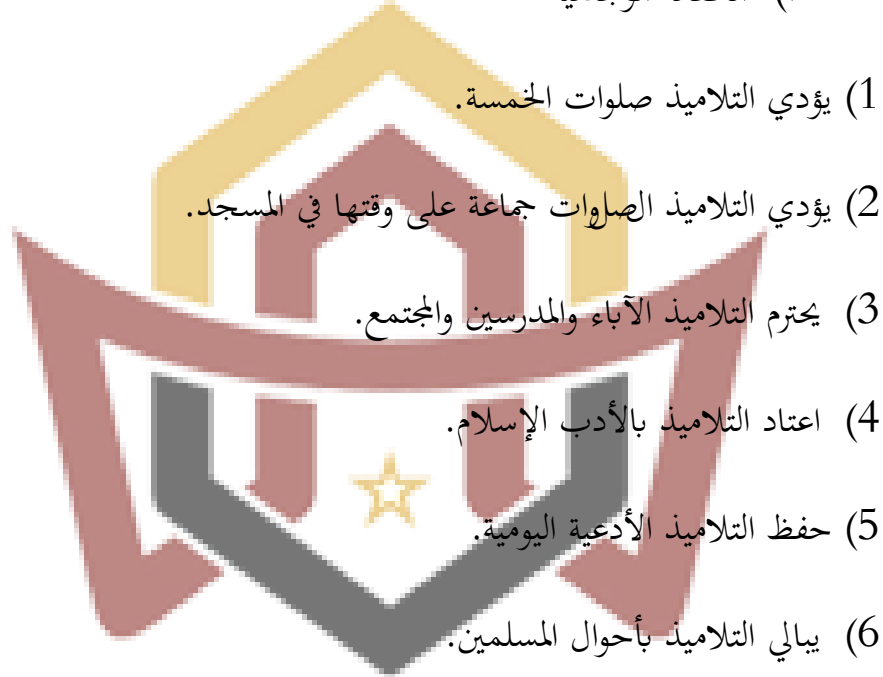 1) يؤدي التلاميذ صلوات الخمسة.
2) يؤدي التلاميذ الصلوات جماعة على وقتها في المسجد.
3) يحترم التلاميذ الآباء والمدرسين والمجتمع.
4) اعتاد التلاميذ بالأدب الإسلام.
5) حفظ التلاميذ الأدعية اليومية.
6) يبالي التلاميذ بأحوال المسلمين.